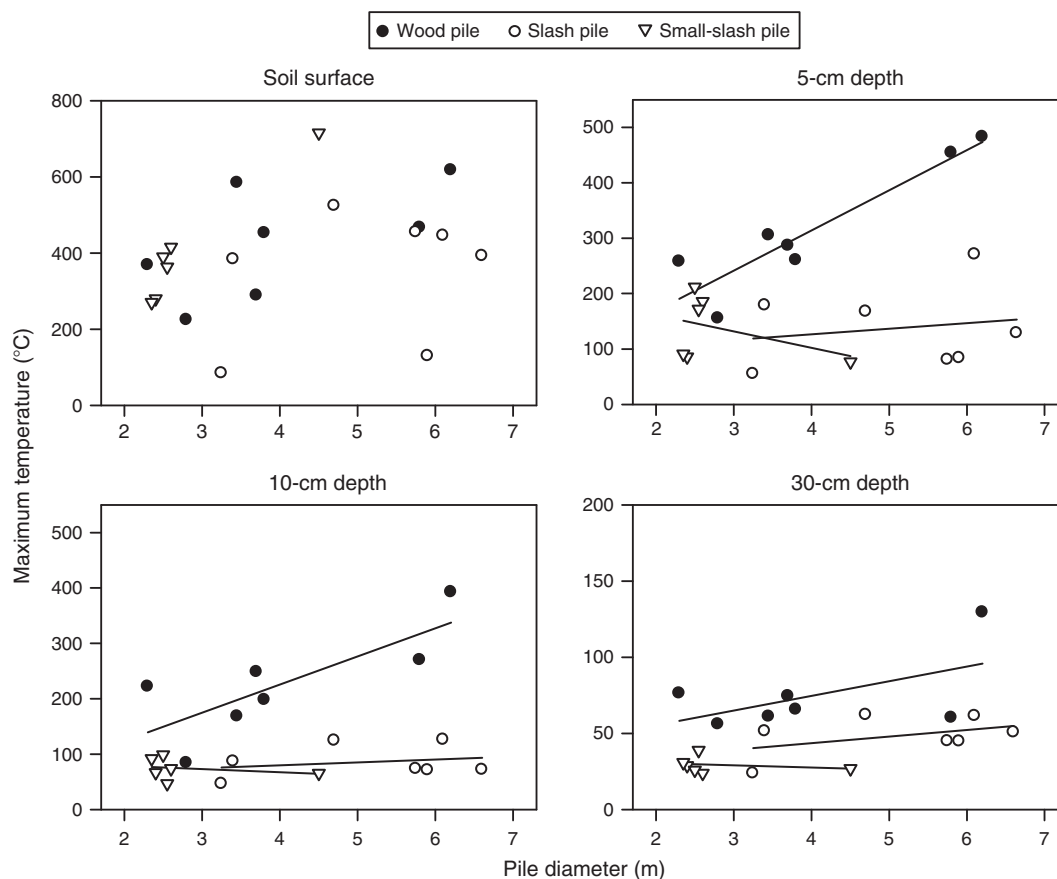 Wood pile Slash pile Small-slash pile
Soil surface
800
600
400
200
0
2 3 4 5 6 7
5-cm depth
500
400
300
200
100
0
2 3 4 5 6 7
10-cm depth
500
400
300
200
100
0
2 3 4 5 6 7
30-cm depth
200
150
100
50
0
2 3 4 5 6 7
Maximum temperature (°C)
Pile diameter (m)